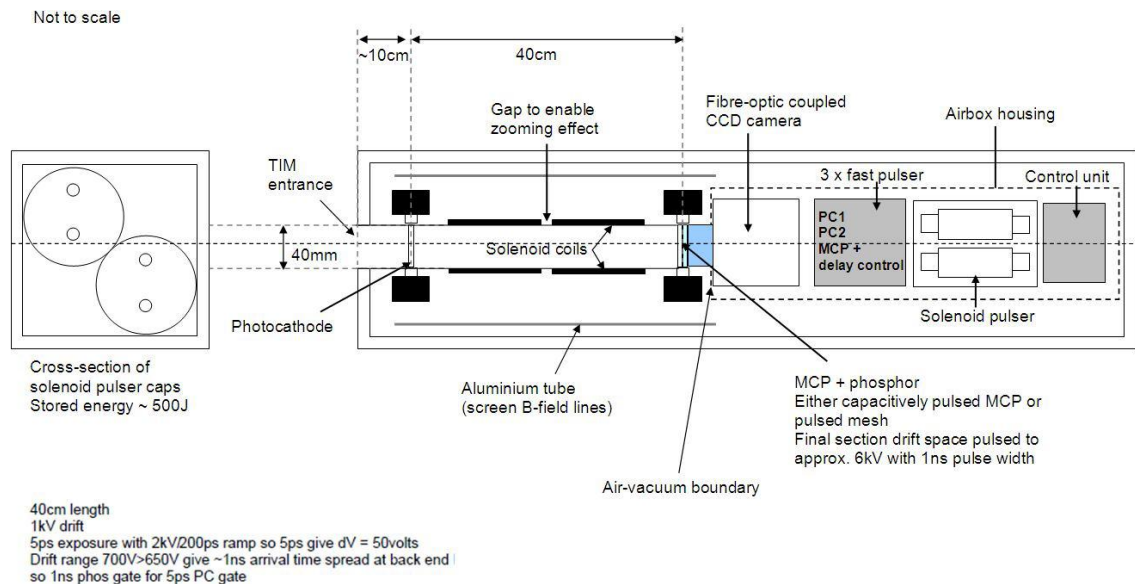 Not to scale
~10cm
40cm
Gap to enable
zooming effect
Fibre-optic coupled
CCD camera
Airbox housing
TIM
entrance
3 x fast pulser
Control unit
40mm
Solenoid coils
PC1
PC2
MCP +
delay control
Photocathode
Solenoid pulser
Cross-section of
solenoid pulser caps
Stored energy ~ 500J
Aluminium tube
(screen B-field lines)
MCP + phosphor
Either capacitively pulsed MCP or
pulsed mesh
Final section drift space pulsed to
approx. 6kV with 1ns pulse width
Air-vacuum boundary
40cm length
1kV drift
5ps exposure with 2kV/200ps ramp so 5ps give dV = 50volts
Drift range 700V>650V give ~1ns arrival time spread at back end
so 1ns phos gate for 5ps PC gate